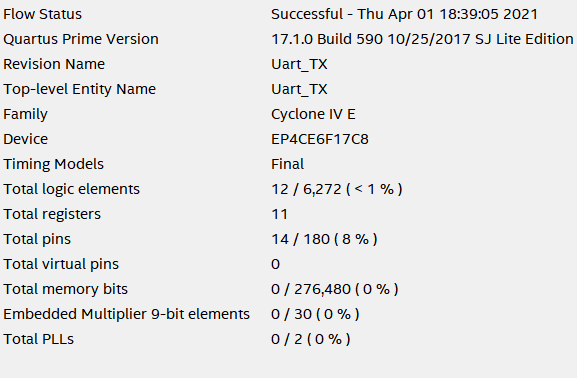 Flow Status Successful - Thu Apr 01 18:39:05 2021
Quartus Prime Version 17.1.0 Build 590 10/25/2017 SJ Lite Edition
Revision Name Uart_TX
Top-level Entity Name Uart_TX
Family Cyclone IV E
Device EP4CE6F17C8
Timing Models Final
Total logic elements 12 / 6,272 ( < 1 % )
Total registers 11
Total pins 14 / 180 ( 8 % )
Total virtual pins 0
Total memory bits 0 / 276,480 ( 0 % )
Embedded Multiplier 9-bit elements 0 / 30 ( 0 % )
Total PLLs 0 / 2 ( 0 % )